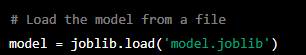 # Load the model from a file
model = joblib.load('model.joblib')